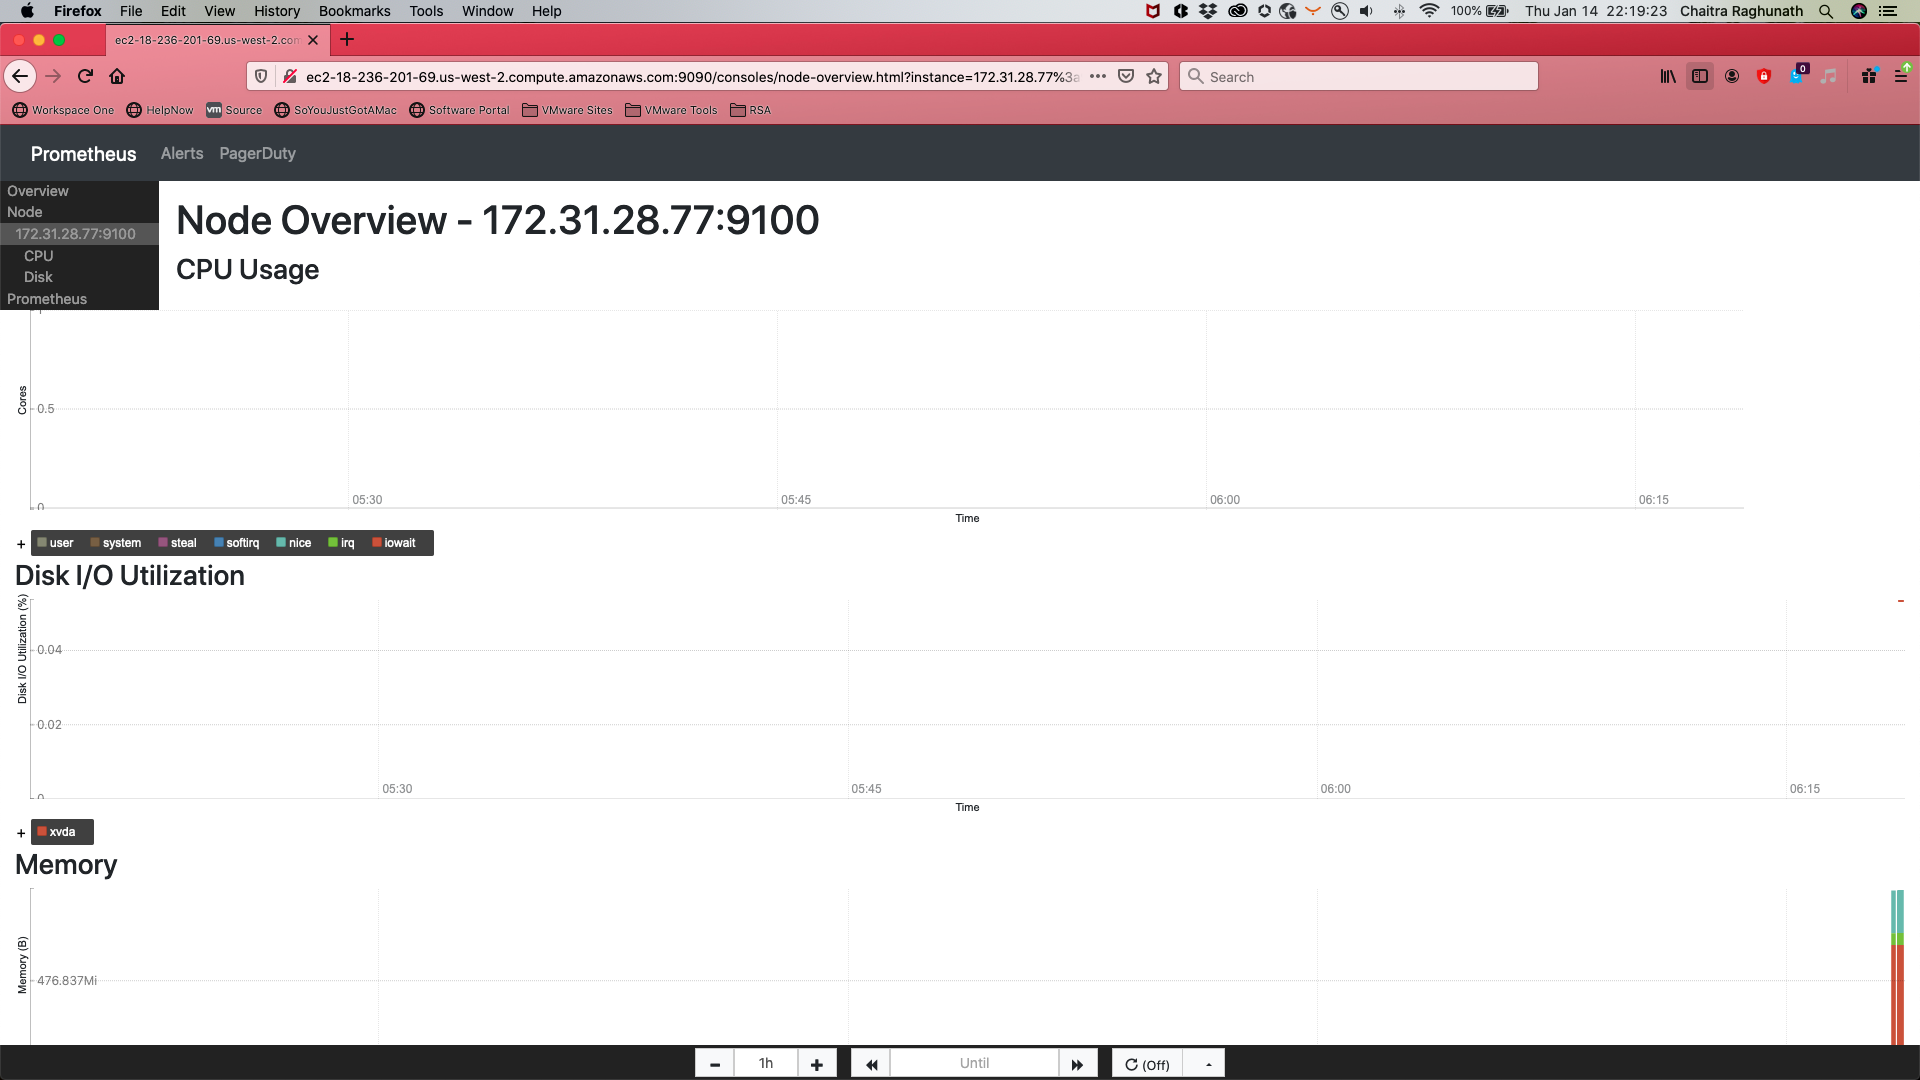 Firefox File Edit View History Bookmarks Tools Window Help 100% Thu Jan 14 22:19:23 Chaitra Raghunath
ec2-18-236-201-69.us-west-2.con
ec2-18-236-201-69.us-west-2.compute.amazonaws.com:9090/consoles/node-overview.html?instance=172.31.28.77%3a Search 0
Workspace One HelpNow vm Source SoYouJustGotAMac Software Portal VMware Sites VMware Tools RSA
Prometheus Alerts PagerDuty
Overview
Node
172.31.28.77:9100
CPU
Disk
Prometheus
Node Overview - 172.31.28.77:9100
CPU Usage
1
Cores
0.5
0
05:30 05:45 06:00 06:15
Time
+ user system steal softirq nice irq iowait
Disk I/O Utilization
Disk I/O Utilization (%)
0.04
0.02
0
05:30 05:45 06:00 06:15
Time
+ xvda
Memory
Memory (B)
476.837Mi
- 1h + Until (Off)